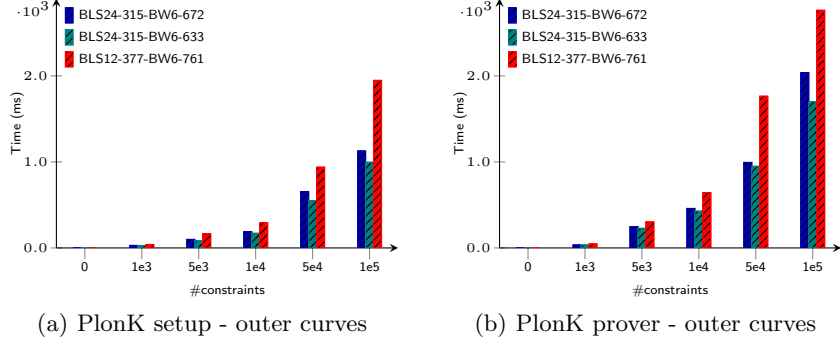 ·10³
BLS24-315-BW6-672
BLS24-315-BW6-633
BLS12-377-BW6-761
Time (ms)
2.0
1.0
0.0
0 1e3 5e3 1e4 5e4 1e5
#constraints
(a) PlonK setup - outer curves
·10³
BLS24-315-BW6-672
BLS24-315-BW6-633
BLS12-377-BW6-761
Time (ms)
2.0
1.0
0.0
0 1e3 5e3 1e4 5e4 1e5
#constraints
(b) PlonK prover - outer curves